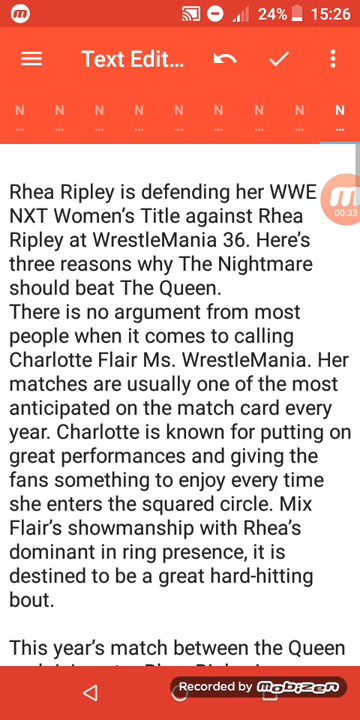 24% 15:26
Text Edit...
N N N N N N N N N
... ... ... ... ... ... ... ... ...
Rhea Ripley is defending her WWE
00:33
NXT Women's Title against Rhea
Ripley at WrestleMania 36. Here's
three reasons why The Nightmare
should beat The Queen.
There is no argument from most
people when it comes to calling
Charlotte Flair Ms. WrestleMania. Her
matches are usually one of the most
anticipated on the match card every
year. Charlotte is known for putting on
great performances and giving the
fans something to enjoy every time
she enters the squared circle. Mix
Flair's showmanship with Rhea's
dominant in ring presence, it is
destined to be a great hard-hitting
bout.
This year's match between the Queen
Recorded by Mobizen